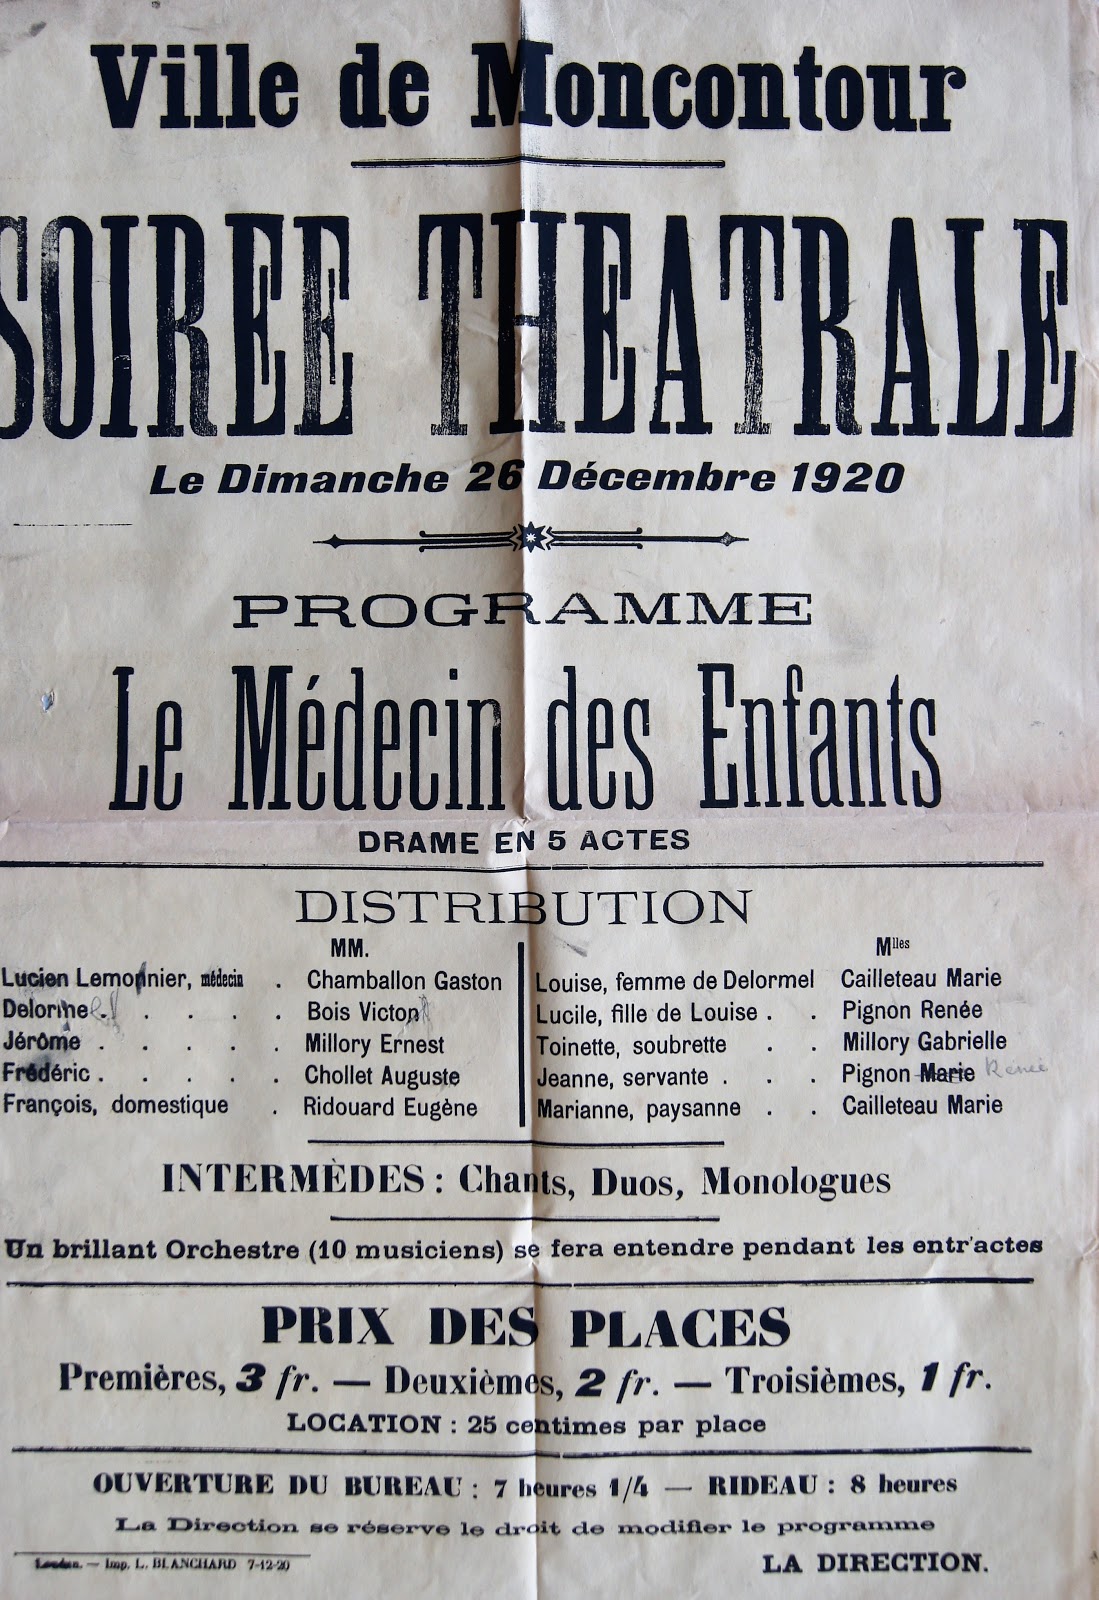 Ville de Moncontour
SOIREE THEATRALE
Le Dimanche 26 Décembre 1920
PROGRAMME
Le Médecin des Enfants
DRAME EN 5 ACTES
DISTRIBUTION
MM.
Lucien Lemonnier, médecin . Chamballon Gaston
Delorme . . . . . Bois Victor
Jérôme . . . . . Millory Ernest
Frédéric . . . . . Chollet Auguste
François, domestique . Ridouard Eugène
Mlles
Louise, femme de Delormel Cailleteau Marie
Lucile, fille de Louise . . Pignon Renée
Toinette, soubrette . . Millory Gabrielle
Jeanne, servante . . . Pignon Marie Renée
Marianne, paysanne . . Cailleteau Marie
INTERMÈDES : Chants, Duos, Monologues
Un brillant Orchestre (10 musiciens) se fera entendre pendant les entr'actes
PRIX DES PLACES
Premières, 3 fr. — Deuxièmes, 2 fr. — Troisièmes, 1 fr.
LOCATION : 25 centimes par place
OUVERTURE DU BUREAU : 7 heures 1/4 — RIDEAU : 8 heures
La Direction se réserve le droit de modifier le programme
Loudun. — Imp. L. BLANCHARD 7-12-20
LA DIRECTION.